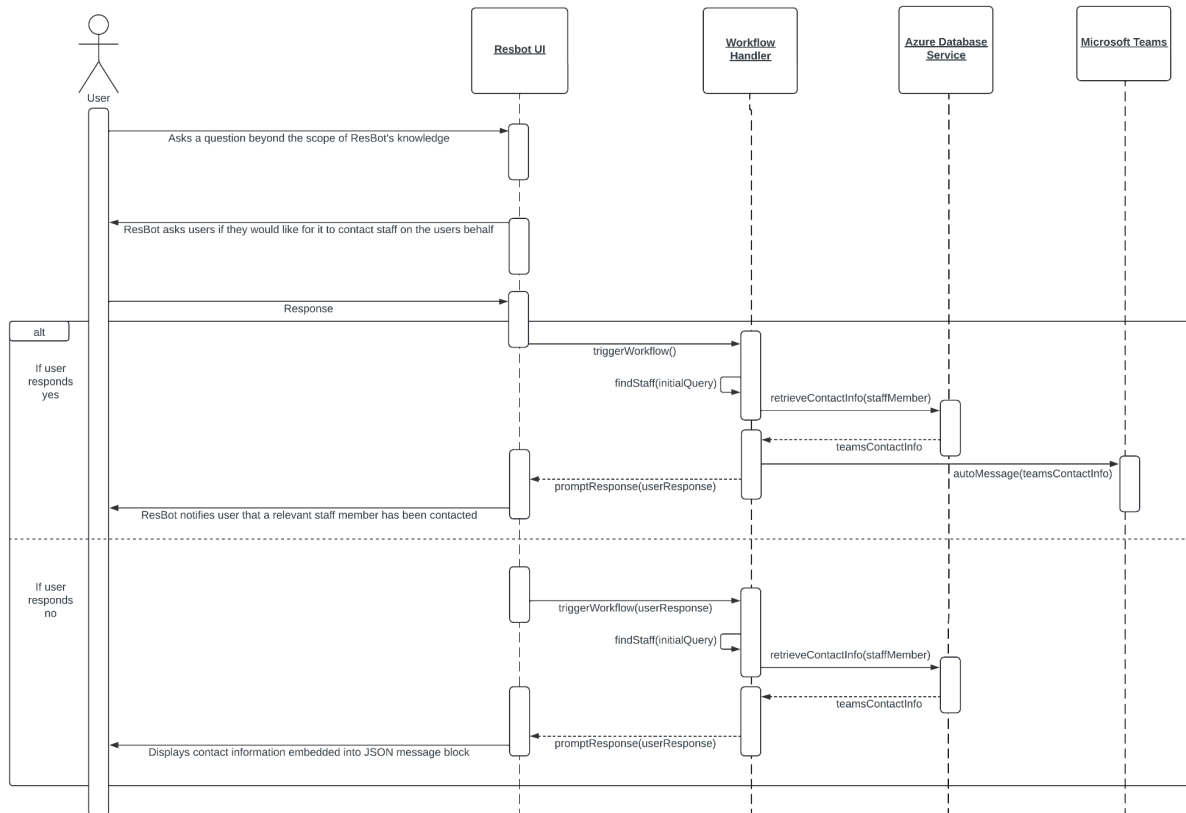 User
Resbot UI
Workflow
Handler
Azure Database
Service
Microsoft Teams
Asks a question beyond the scope of ResBot's knowledge
ResBot asks users if they would like for it to contact staff on the users behalf
Response
alt
If user
responds
yes
triggerWorkflow()
findStaff(initialQuery)
retrieveContactInfo(staffMember)
teamsContactInfo
autoMessage(teamsContactInfo)
promptResponse(userResponse)
ResBot notifies user that a relevant staff member has been contacted
If user
responds
no
triggerWorkflow(userResponse)
findStaff(initialQuery)
retrieveContactInfo(staffMember)
teamsContactInfo
promptResponse(userResponse)
Displays contact information embedded into JSON message block